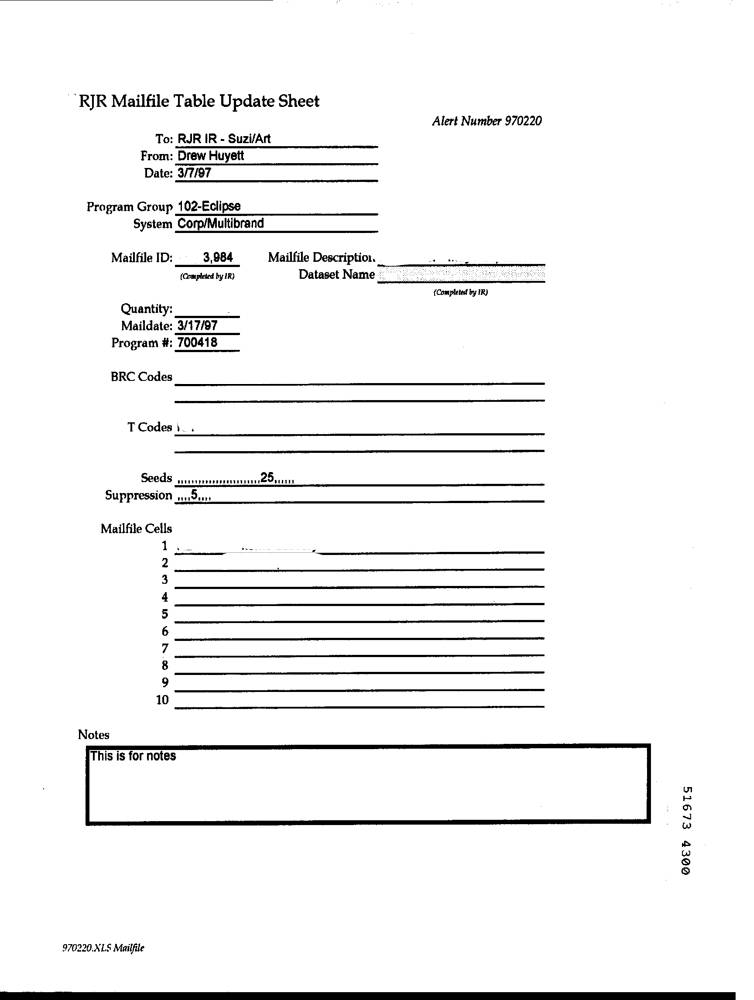 RJR Mailfile Table Update Sheet
Alert Number 970220
To: RJR IR - Suzi/Art
From: Drew Huyett
Date: 3/7/97
Program Group 102-Eclipse
System Corp/Multibrand
Mailfile ID: 3,984 Mailfile Description.
(Completed by IR) Dataset Name
(Completed by IR)
Quantity:
Maildate: 3/17/97
Program #: 700418
BRC Codes
T Codes
Seeds ,,,,,,,,,,,,,,,,,,,,,,,,25,,,,,,
Suppression ,,,,5,,,,
Mailfile Cells
1
2
3
4
5
6
7
8
9
10
Notes
This is for notes
51673 4300
970220.XLS Mailfile